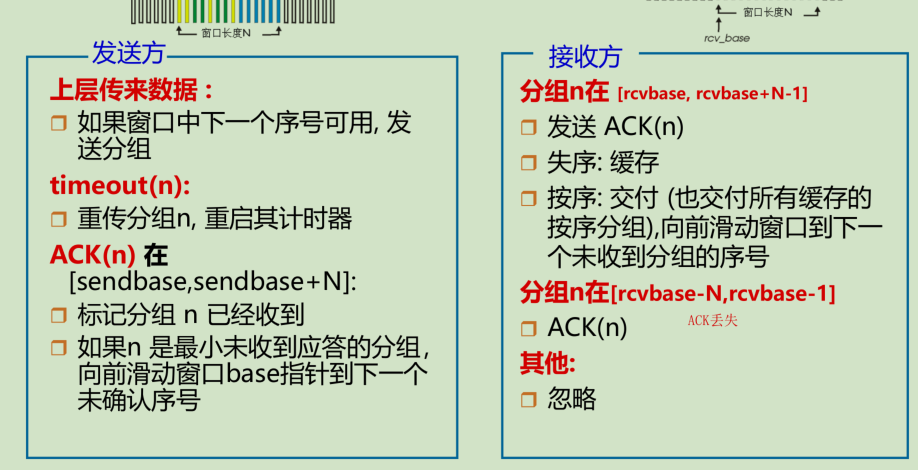 窗口长度N
发送方
上层传来数据：
如果窗口中下一个序号可用, 发
送分组
timeout(n):
重传分组n, 重启其计时器
ACK(n) 在
[sendbase,sendbase+N]:
标记分组 n 已经收到
如果n 是最小未收到应答的分组，
向前滑动窗口base指针到下一个
未确认序号
窗口长度N
rcv_base
接收方
分组n在 [rcvbase, rcvbase+N-1]
发送 ACK(n)
失序: 缓存
按序: 交付 (也交付所有缓存的
按序分组),向前滑动窗口到下一
个未收到分组的序号
分组n在[rcvbase-N,rcvbase-1]
ACK(n)
ACK丢失
其他:
忽略